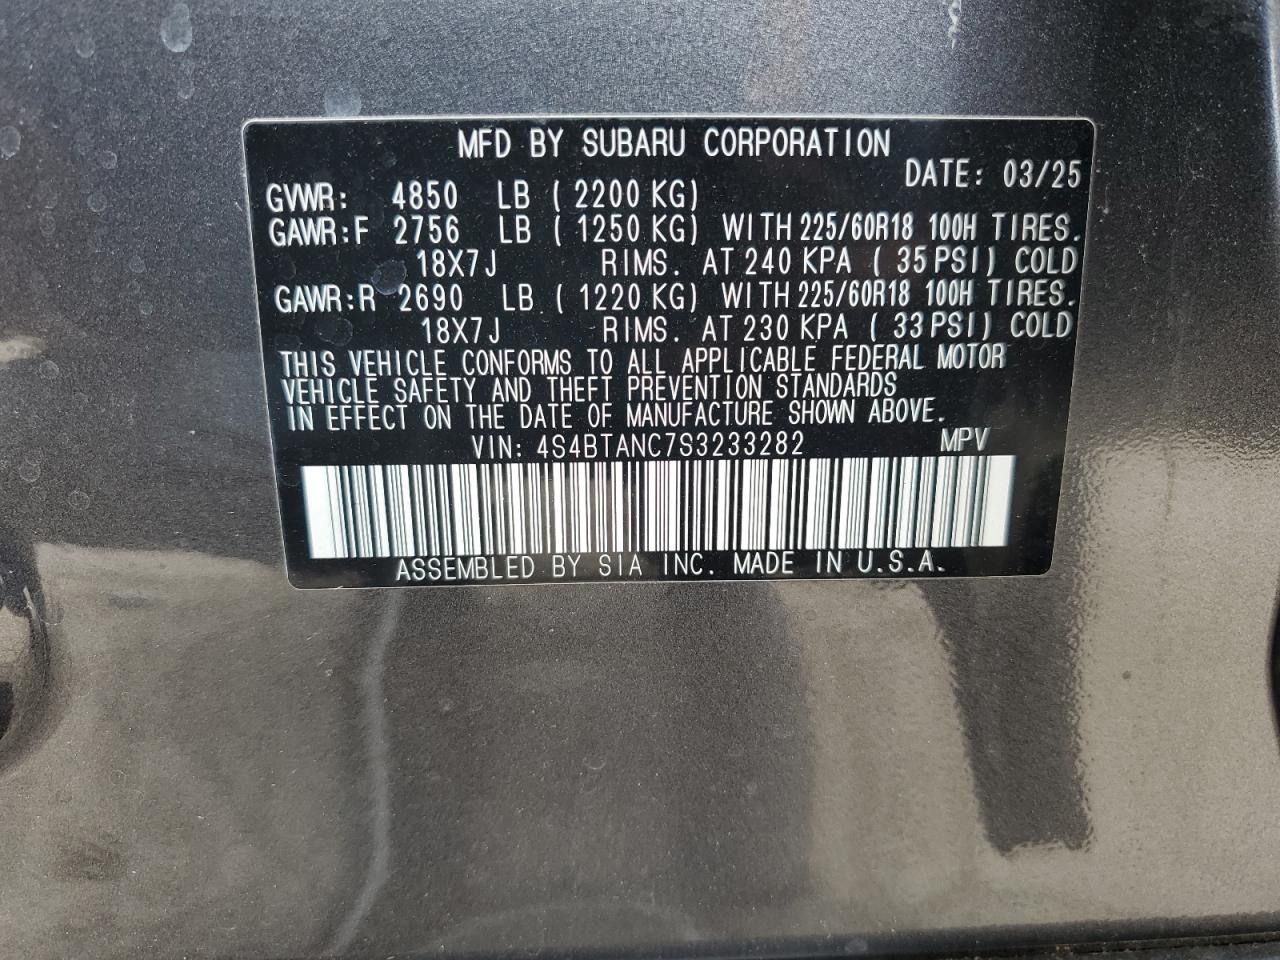 MFD BY SUBARU CORPORATION
DATE: 03/25
GVWR: 4850 LB ( 2200 KG)
GAWR:F 2756 LB ( 1250 KG) WITH 225/60R18 100H TIRES.
18X7J RIMS. AT 240 KPA ( 35 PSI) COLD
GAWR:R 2690 LB ( 1220 KG) WITH 225/60R18 100H TIRES.
18X7J RIMS. AT 230 KPA ( 33 PSI) COLD
THIS VEHICLE CONFORMS TO ALL APPLICABLE FEDERAL MOTOR
VEHICLE SAFETY AND THEFT PREVENTION STANDARDS
IN EFFECT ON THE DATE OF MANUFACTURE SHOWN ABOVE.
VIN: 4S4BTANC7S3233282 MPV
ASSEMBLED BY SIA INC. MADE IN U.S.A.